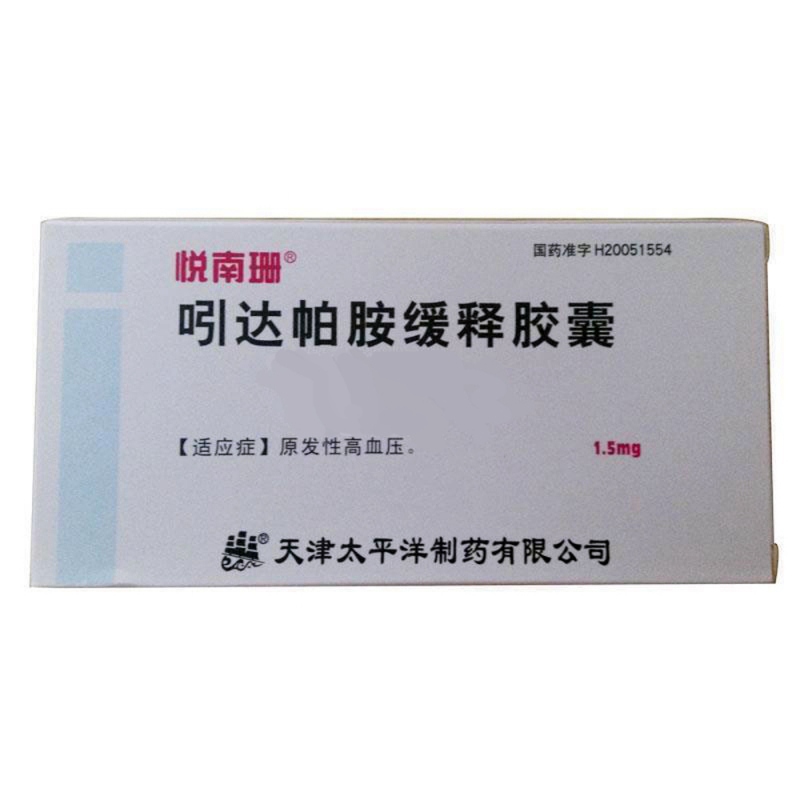 国药准字H20051554
悦南珊®
吲达帕胺缓释胶囊
【适应症】原发性高血压。
1.5mg
®天津太平洋制药有限公司